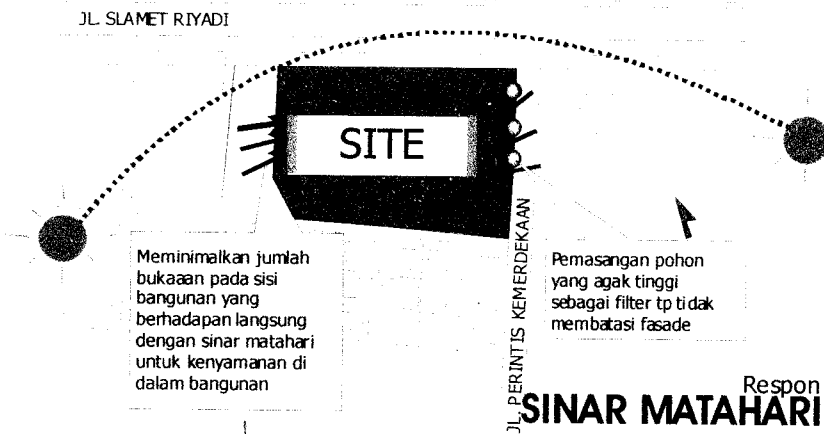 JL. SLAMET RIYADI
SITE
Meminimalkan jumlah
bukaaan pada sisi
bangunan yang
berhadapan langsung
dengan sinar matahari
untuk kenyamanan di
dalam bangunan
JL. PERINTIS KEMERDEKAAN
Pemasangan pohon
yang agak tinggi
sebagai filter tp tidak
membatasi fasade
Respon
SINAR MATAHARI